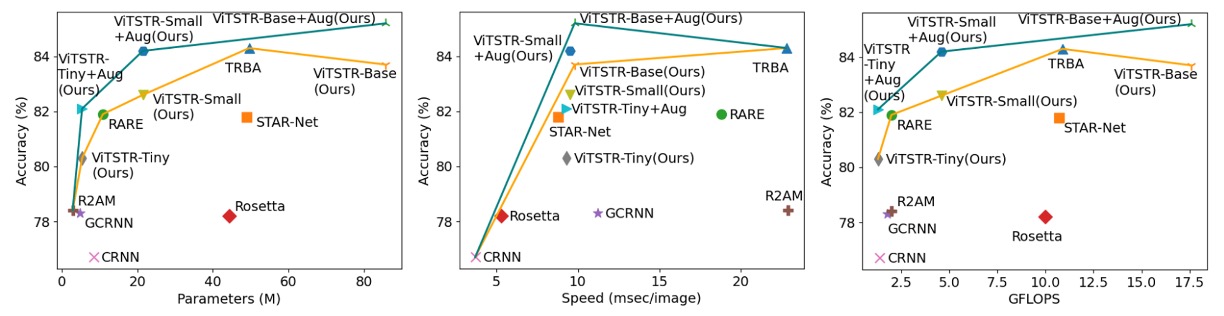 ViTSTR-Small
+Aug(Ours)
ViTSTR-Base+Aug(Ours)
ViTSTR-
Tiny+Aug
(Ours)
TRBA
ViTSTR-Base
(Ours)
ViTSTR-Small
(Ours)
RARE
STAR-Net
ViTSTR-Tiny
(Ours)
R2AM
GCRNN
Rosetta
CRNN
84
82
80
78
0
20
40
60
80
Accuracy (%)
Parameters (M)
ViTSTR-Base+Aug(Ours)
ViTSTR-Small
+Aug(Ours)
TRBA
ViTSTR-Base(Ours)
ViTSTR-Small(Ours)
ViTSTR-Tiny+Aug
RARE
STAR-Net
ViTSTR-Tiny(Ours)
R2AM
Rosetta
GCRNN
CRNN
84
82
80
78
5
10
15
20
Accuracy (%)
Speed (msec/image)
ViTSTR-Small
+Aug(Ours)
ViTSTR-Base+Aug(Ours)
ViTSTR
-Tiny
+Aug
(Ours)
TRBA
ViTSTR-Base
(Ours)
ViTSTR-Small(Ours)
RARE
STAR-Net
ViTSTR-Tiny(Ours)
R2AM
GCRNN
Rosetta
CRNN
84
82
80
78
2.5
5.0
7.5
10.0
12.5
15.0
17.5
Accuracy (%)
GFLOPS